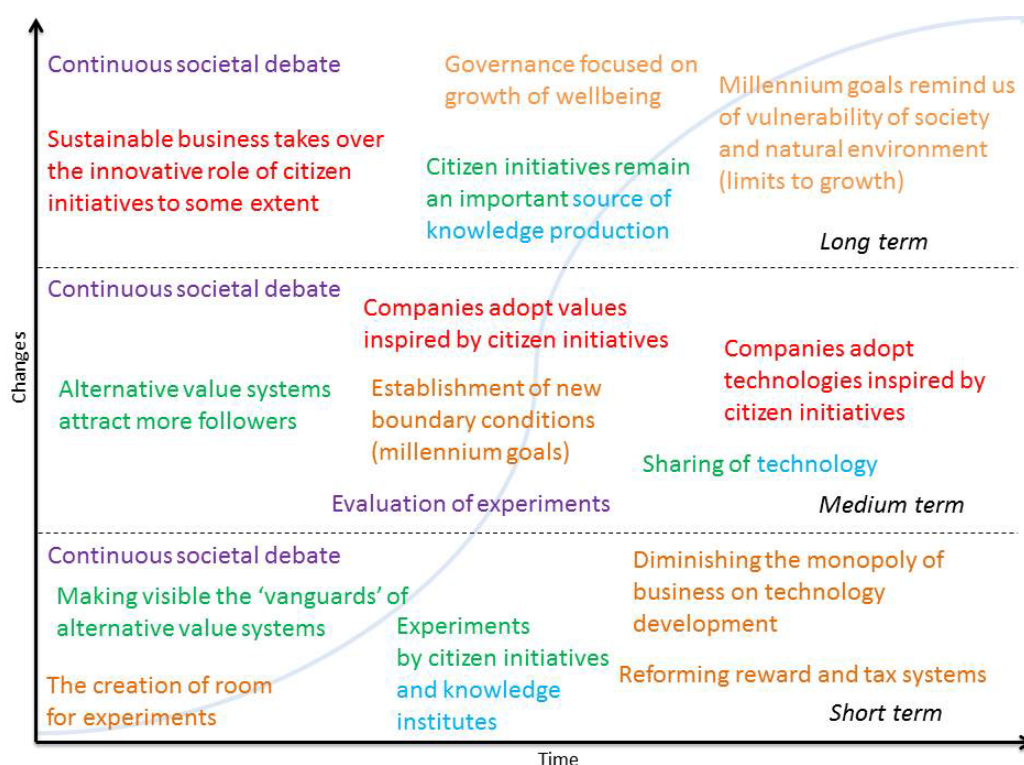 Continuous societal debate
Governance focused on
growth of wellbeing
Millennium goals remind us
of vulnerability of society
and natural environment
(limits to growth)
Sustainable business takes over
the innovative role of citizen
initiatives to some extent
Citizen initiatives remain
an important source of
knowledge production
Long term
Continuous societal debate
Companies adopt values
inspired by citizen initiatives
Companies adopt
technologies inspired by
citizen initiatives
Alternative value systems
attract more followers
Establishment of new
boundary conditions
(millennium goals)
Sharing of technology
Evaluation of experiments
Medium term
Continuous societal debate
Making visible the ‘vanguards’ of
alternative value systems
Diminishing the monopoly of
business on technology
development
Experiments
by citizen initiatives
and knowledge
institutes
The creation of room
for experiments
Reforming reward and tax systems
Short term
Changes
Time